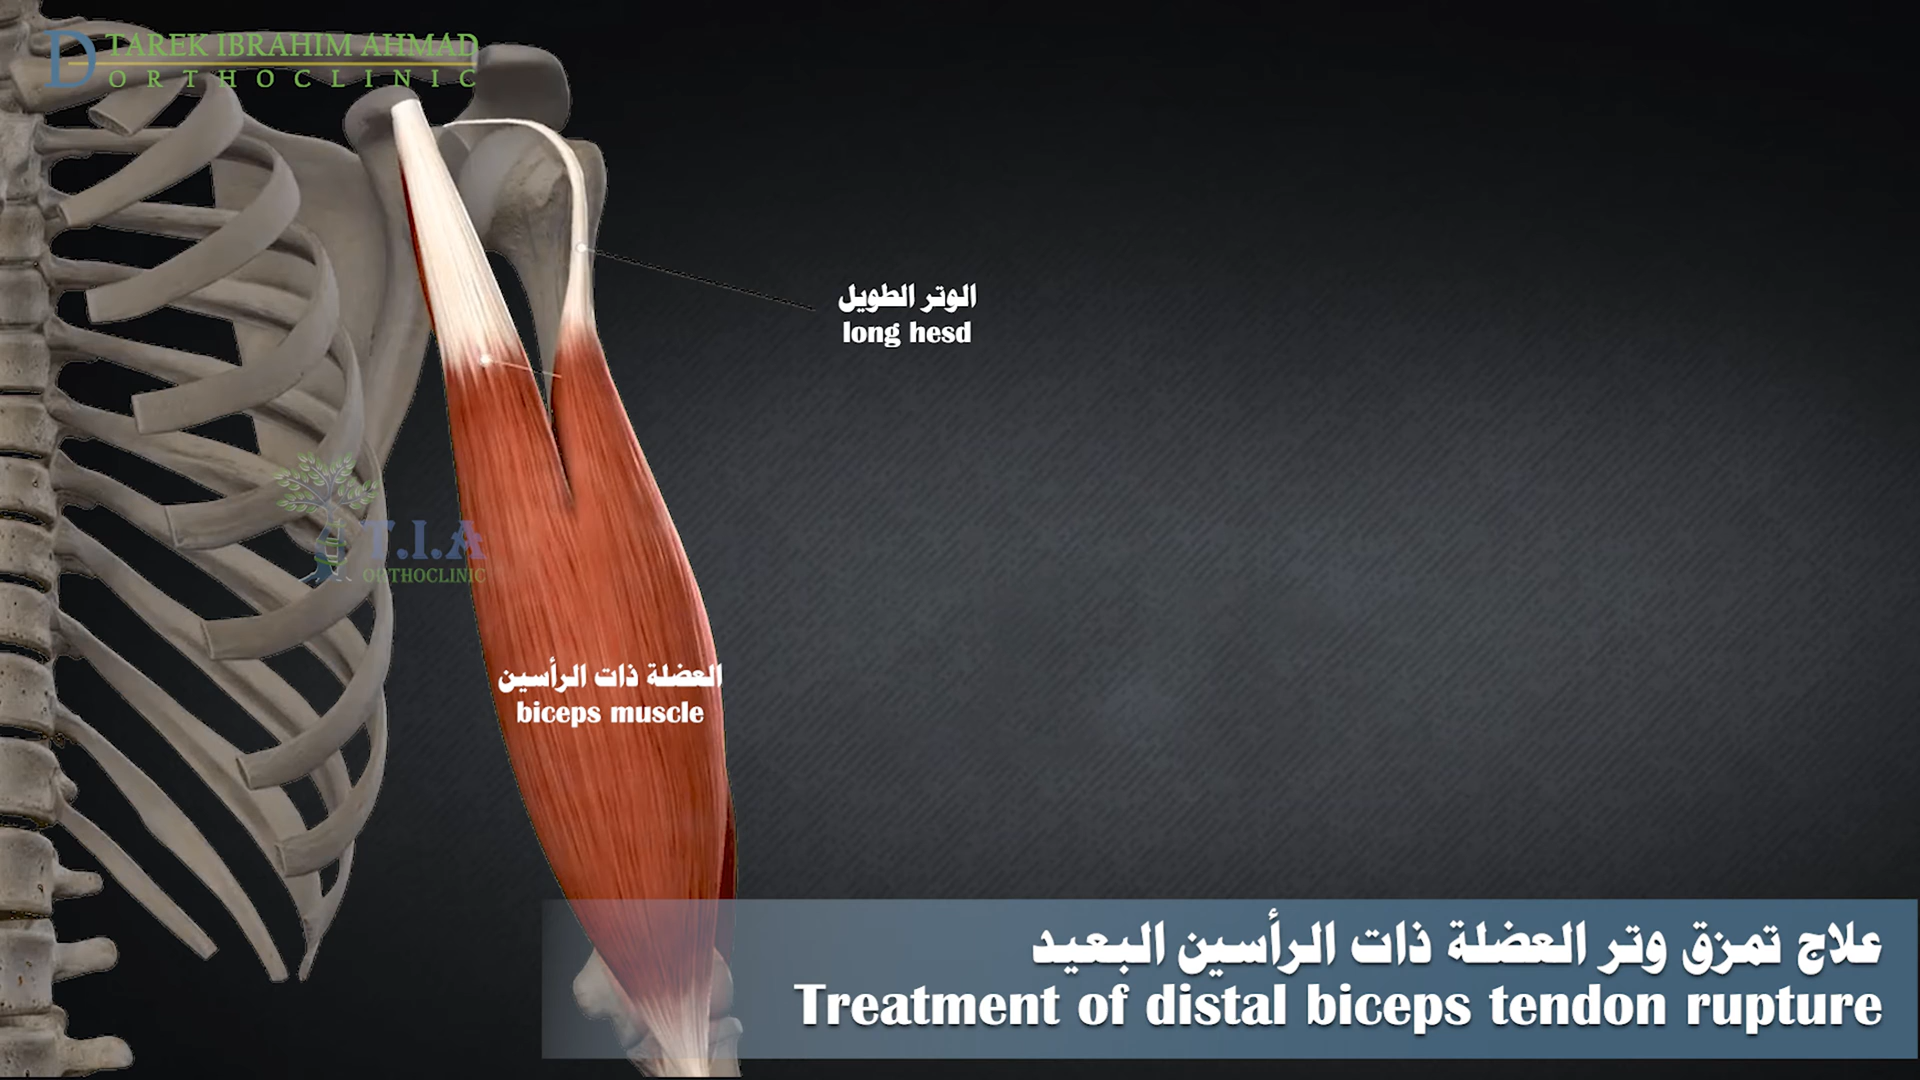 D TAREK IBRAHIM AHMAD
ORTHOCLINIC
الوتر الطويل
long hesd
T.I.A
ORTHOCLINIC
العضلة ذات الرأسين
biceps muscle
علاج تمزق وتر العضلة ذات الرأسين البعيد
Treatment of distal biceps tendon rupture